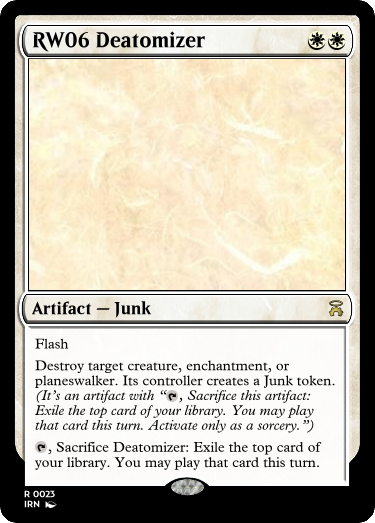 RW06 Deatomizer
Artifact — Junk
Flash
Destroy target creature, enchantment, or
planeswalker. Its controller creates a Junk token.
(It's an artifact with “, Sacrifice this artifact:
Exile the top card of your library. You may play
that card this turn. Activate only as a sorcery.”)
, Sacrifice Deatomizer: Exile the top card of
your library. You may play that card this turn.
R 0023
IRN